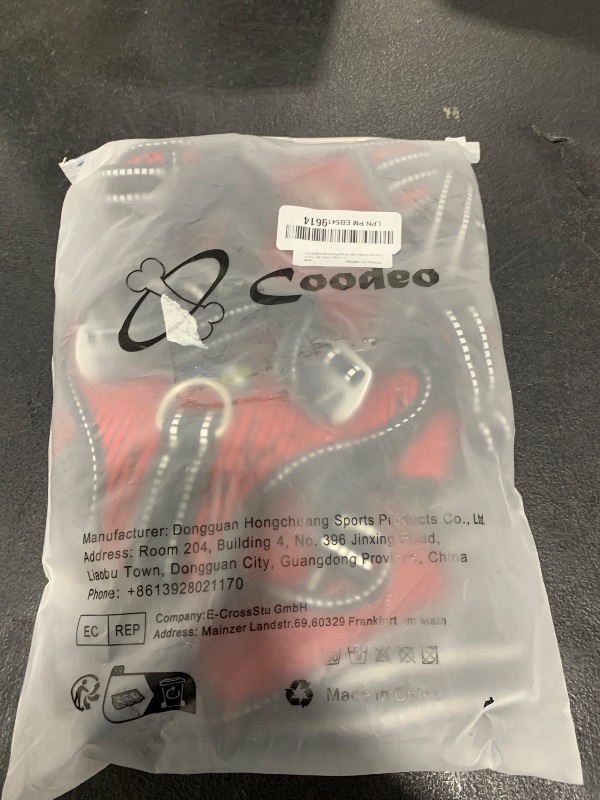 LPN PM EB5419614
Coodeo
Manufacturer: Dongguan Hongchuang Sports Products Co., Ltd.
Address: Room 204, Building 4, No. 396 Jinxing Road,
Liaobu Town, Dongguan City, Guangdong Province, China
Phone: +8613928021170
EC REP
Company:E-CrossStu GmbH
Address: Mainzer Landstr.69,60329 Frankfurt am Main
Made in China